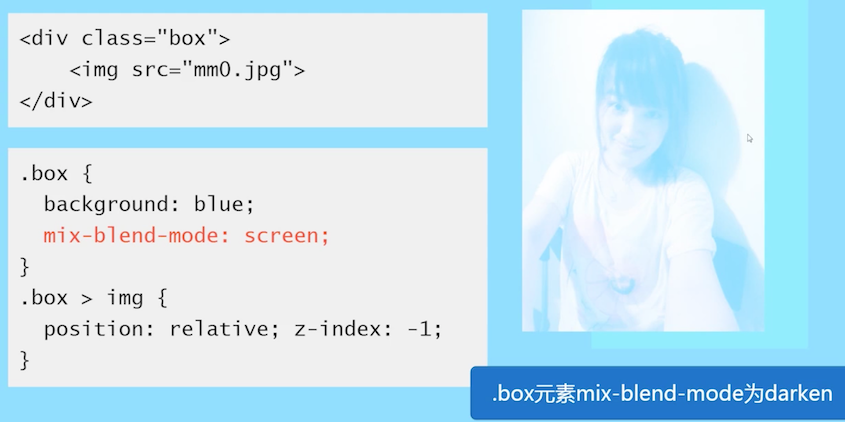 <div class="box">
    <img src="mm0.jpg">
</div>
.box {
  background: blue;
  mix-blend-mode: screen;
}
.box > img {
  position: relative; z-index: -1;
}
.box元素mix-blend-mode为darken